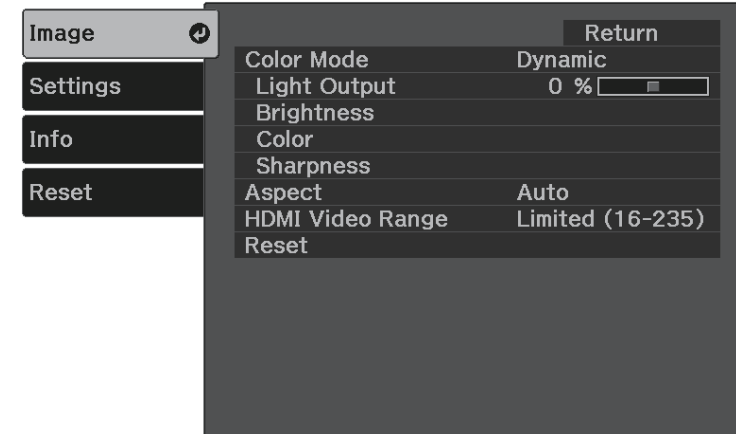 Image
Settings
Info
Reset
Return
Color Mode Dynamic
Light Output 0 %
Brightness
Color
Sharpness
Aspect Auto
HDMI Video Range Limited (16-235)
Reset